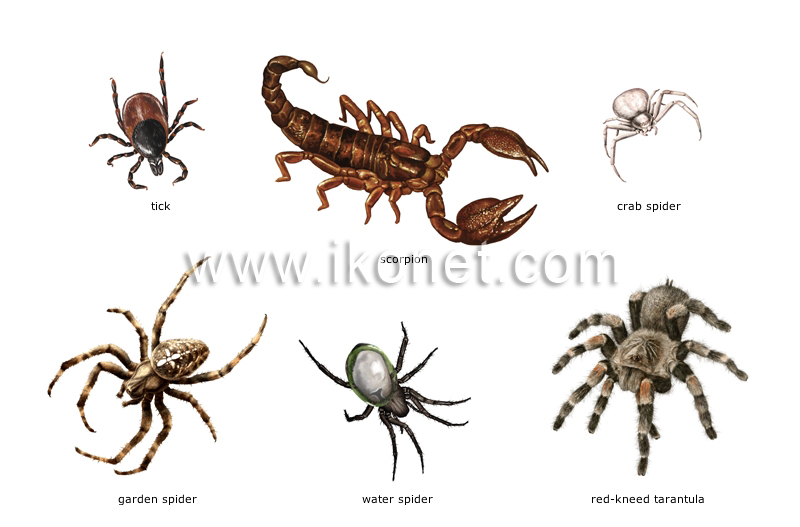 tick
crab spider
scorpion
www.ikonet.com
garden spider
water spider
red-kneed tarantula